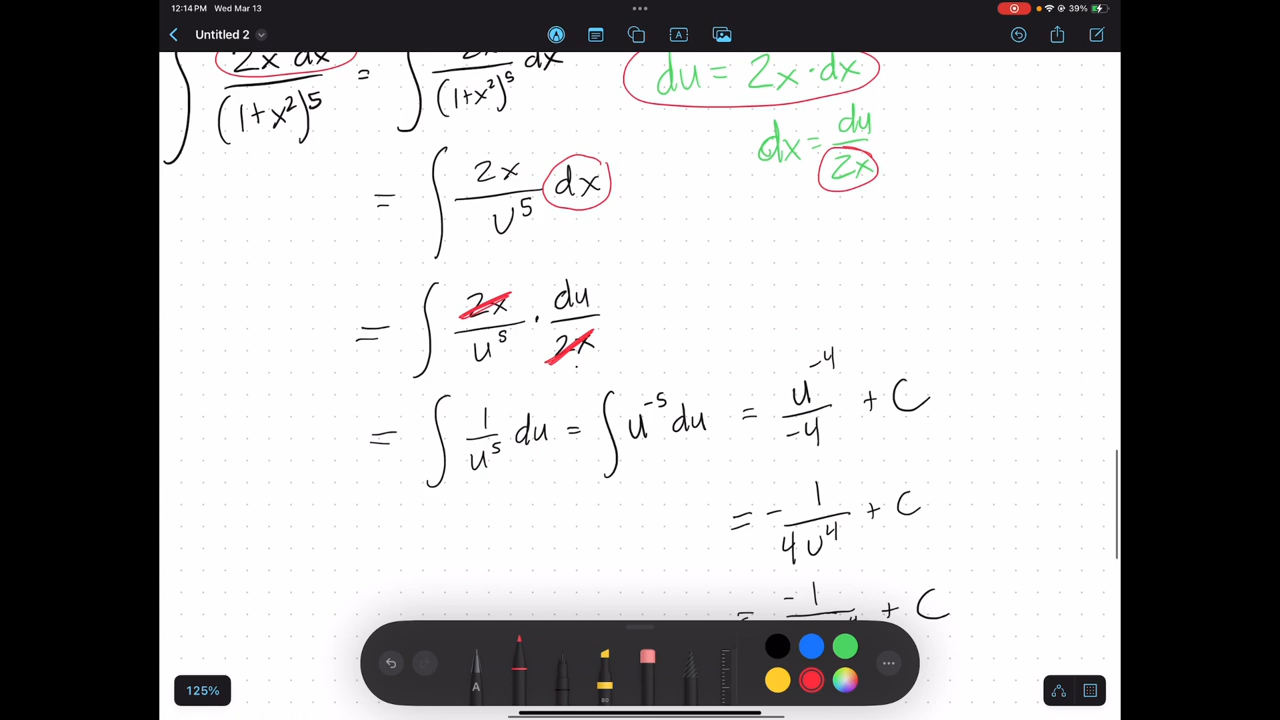 12:14 PM Wed Mar 13
39%
Untitled 2
∫ 2x dx/(1+x²)⁵ = ∫ 2x/(1+x²)⁵ dx
du = 2x·dx
dx = du/2x
= ∫ 2x/U⁵ dx
= ∫ 2x/u⁵ · du/2x
= ∫ 1/u⁵ du = ∫ u⁻⁵ du = u⁻⁴/-4 + C
= - 1/4U⁴ + C
= -1/ + C
A
80
125%